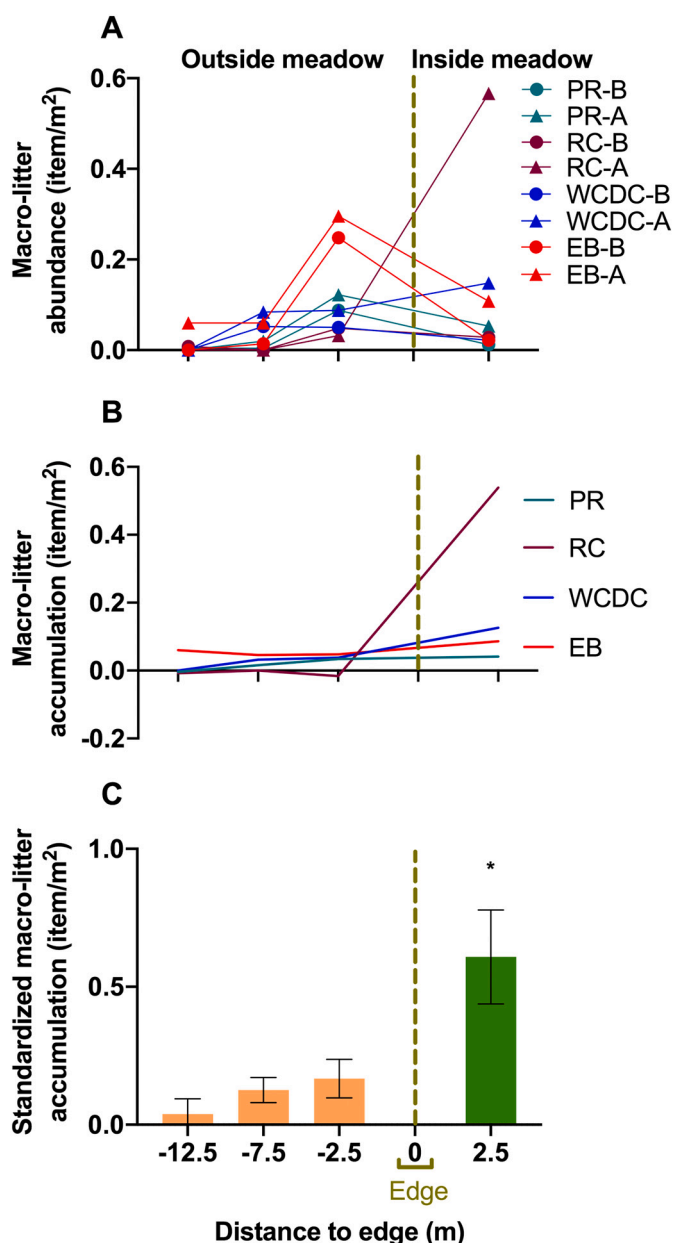 A
Outside meadow
Inside meadow
Macro-litter
abundance (item/m²)
0.6
0.4
0.2
0.0
PR-B
PR-A
RC-B
RC-A
WCDC-B
WCDC-A
EB-B
EB-A
B
Macro-litter
accumulation (item/m²)
0.6
0.4
0.2
0.0
-0.2
PR
RC
WCDC
EB
C
Standardized macro-litter
accumulation (item/m²)
1.0
0.5
0.0
*
-12.5 -7.5 -2.5 0 2.5
Edge
Distance to edge (m)